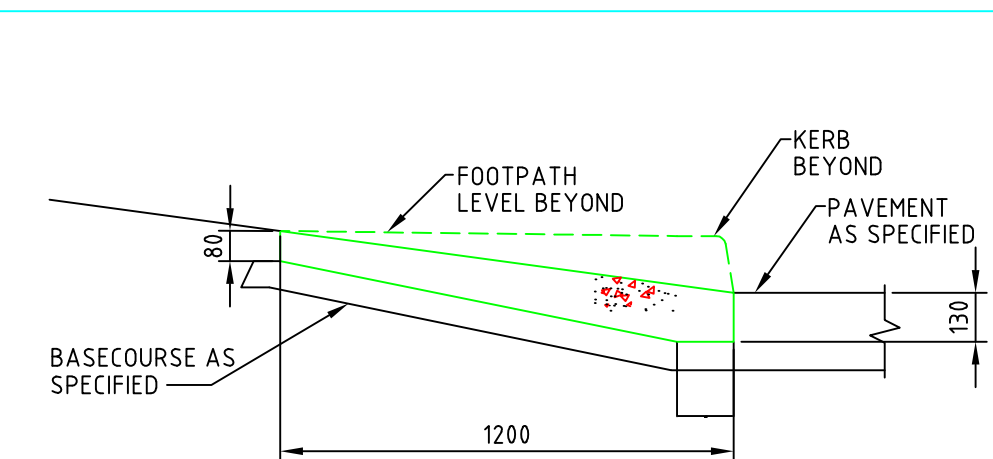 KERB
BEYOND
FOOTPATH
LEVEL BEYOND
PAVEMENT
AS SPECIFIED
80
130
BASECOURSE AS
SPECIFIED
1200